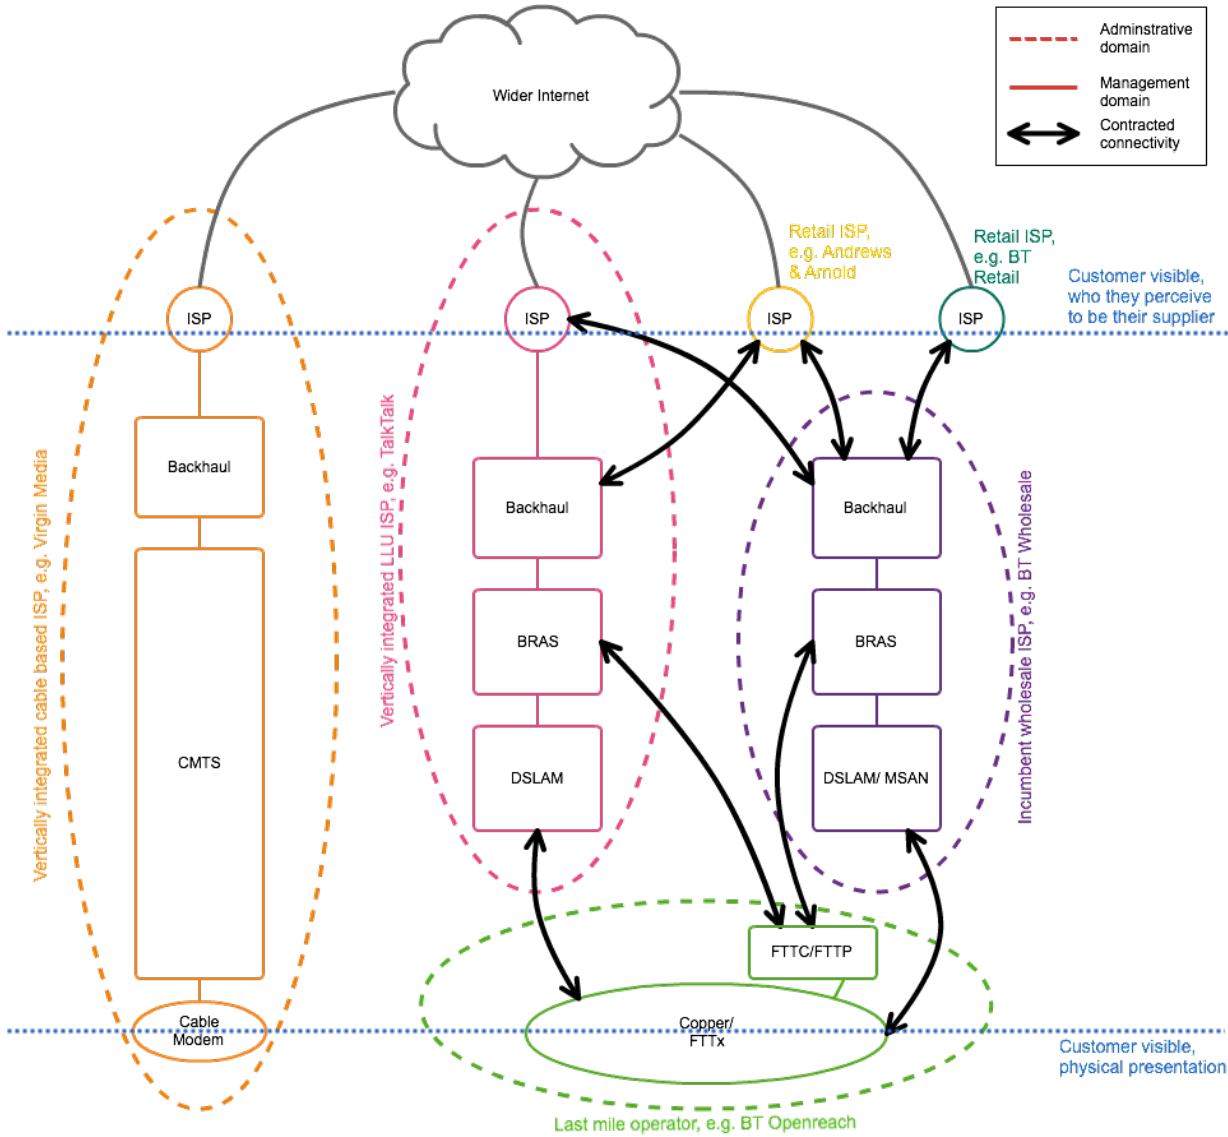 Adminstrative
domain
Management
domain
Contracted
connectivity
Wider Internet
Retail ISP,
e.g. Andrews
& Arnold
Retail ISP,
e.g. BT
Retail
Customer visible,
who they perceive
to be their supplier
ISP
ISP
ISP
ISP
Vertically integrated cable based ISP, e.g. Virgin Media
Backhaul
CMTS
Cable
Modem
Vertically integrated LLU ISP, e.g. TalkTalk
Backhaul
BRAS
DSLAM
Backhaul
BRAS
DSLAM/ MSAN
Incumbent wholesale ISP, e.g. BT Wholesale
FTTC/FTTP
Copper/
FTTx
Customer visible,
physical presentation
Last mile operator, e.g. BT Openreach